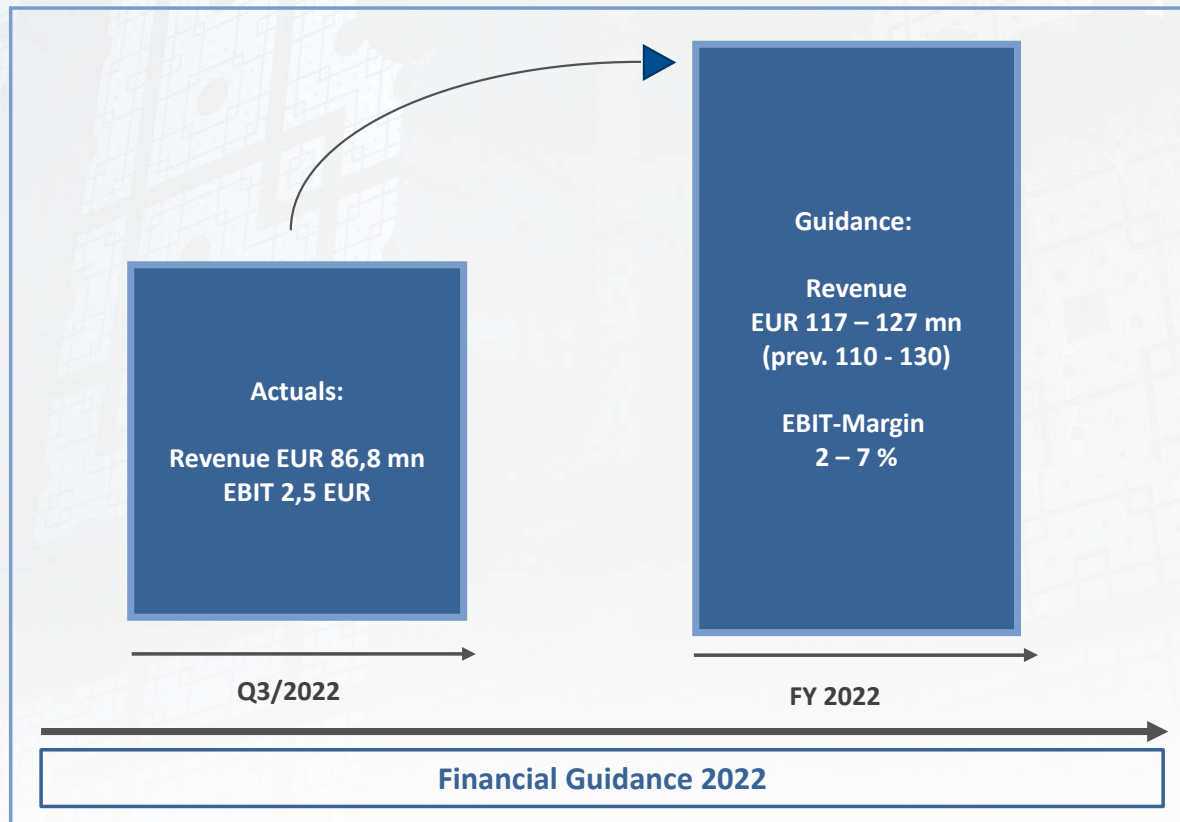 Actuals:
Revenue EUR 86,8 mn
EBIT 2,5 EUR
Guidance:
Revenue
EUR 117 – 127 mn
(prev. 110 - 130)
EBIT-Margin
2 – 7 %
Q3/2022
FY 2022
Financial Guidance 2022